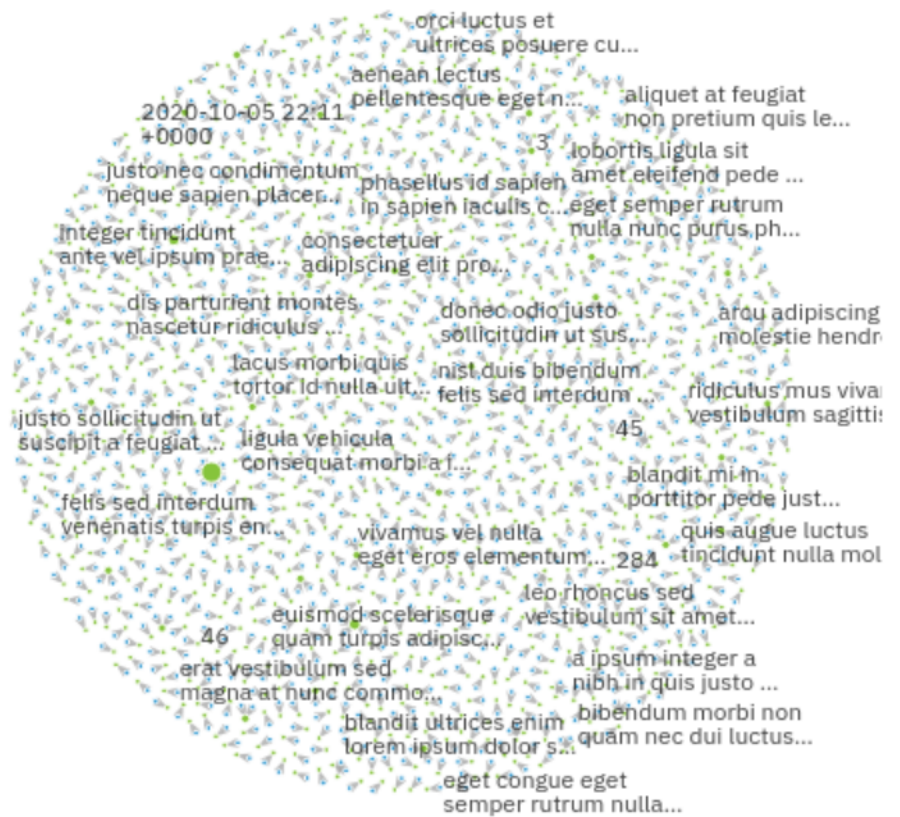 orci luctus et
ultrices posuere cu...
aenean lectus
pellentesque eget n...
aliquet at feugiat
non pretium quis le...
2020-10-05 22:11
+0000
3
lobortis ligula sit
amet eleifend pede ...
justo nec condimentum
neque sapien placer...
phasellus id sapien
in sapien iaculis c...
eget semper rutrum
nulla nunc purus ph...
integer tincidunt
ante vel ipsum prae...
consectetuer
adipiscing elit pro...
dis parturient montes
nascetur ridiculus ...
donec odio justo
sollicitudin ut sus...
arcu adipiscing
molestie hendr
lacus morbi quis
tortor id nulla ult...
nisl duis bibendum
felis sed interdum ...
ridiculus mus viva
vestibulum sagittis
justo sollicitudin ut
suscipit a feugiat ...
45
ligula vehicula
consequat morbi a i...
blandit mi in
porttitor pede just...
felis sed interdum
venenatis turpis en...
vivamus vel nulla
eget eros elementum...
284
quis augue luctus
tincidunt nulla mol
leo rhoncus sed
vestibulum sit amet...
euismod scelerisque
quam turpis adipisc...
46
erat vestibulum sed
magna at nunc commo...
a ipsum integer a
nibh in quis justo ...
blandit ultrices enim
lorem ipsum dolor s...
bibendum morbi non
quam nec dui luctus...
eget congue eget
semper rutrum nulla...